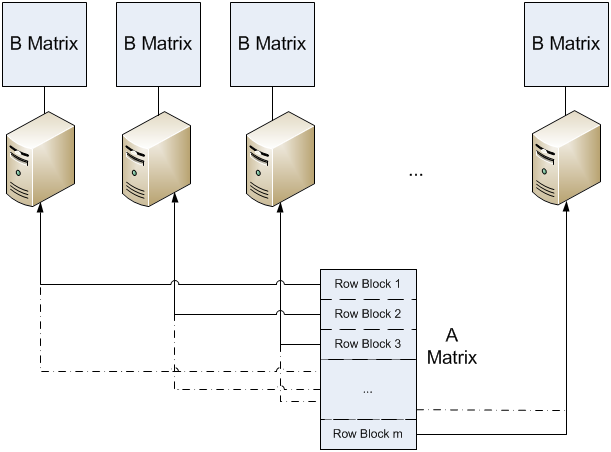 B Matrix
B Matrix
B Matrix
B Matrix
...
Row Block 1
Row Block 2
Row Block 3
...
Row Block m
A
Matrix